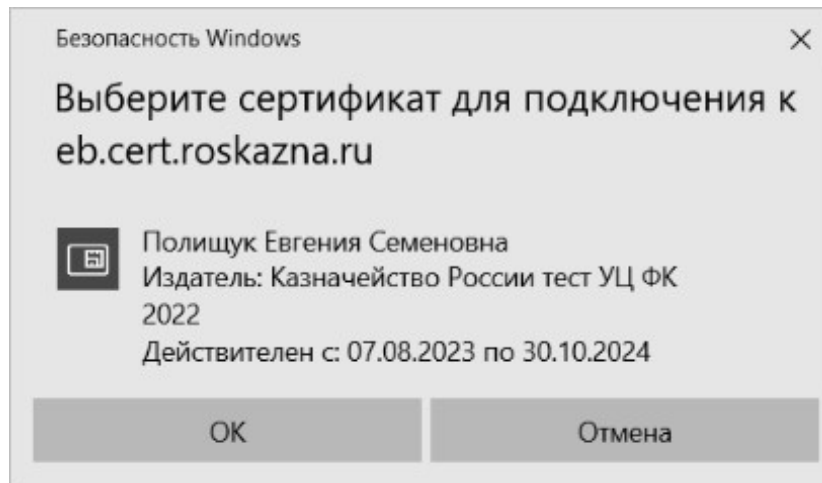 Безопасность Windows
Выберите сертификат для подключения к
eb.cert.roskazna.ru
Полищук Евгения Семеновна
Издатель: Казначейство России тест УЦ ФК
2022
Действителен с: 07.08.2023 по 30.10.2024
ОК
Отмена